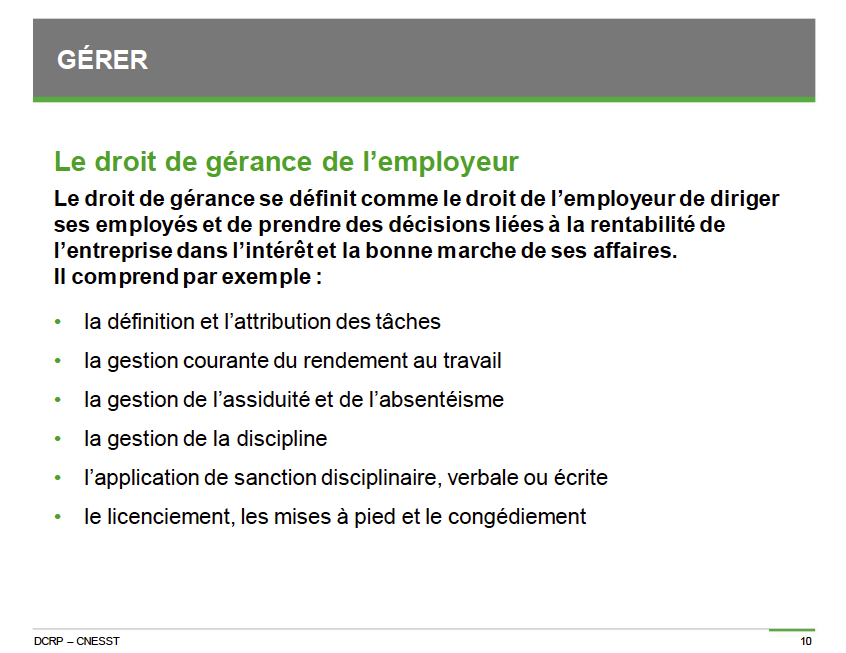 GÉRER
Le droit de gérance de l’employeur
Le droit de gérance se définit comme le droit de l’employeur de diriger
ses employés et de prendre des décisions liées à la rentabilité de
l’entreprise dans l’intérêt et la bonne marche de ses affaires.
Il comprend par exemple :
• la définition et l’attribution des tâches
• la gestion courante du rendement au travail
• la gestion de l’assiduité et de l’absentéisme
• la gestion de la discipline
• l’application de sanction disciplinaire, verbale ou écrite
• le licenciement, les mises à pied et le congédiement
DCRP – CNESST 10